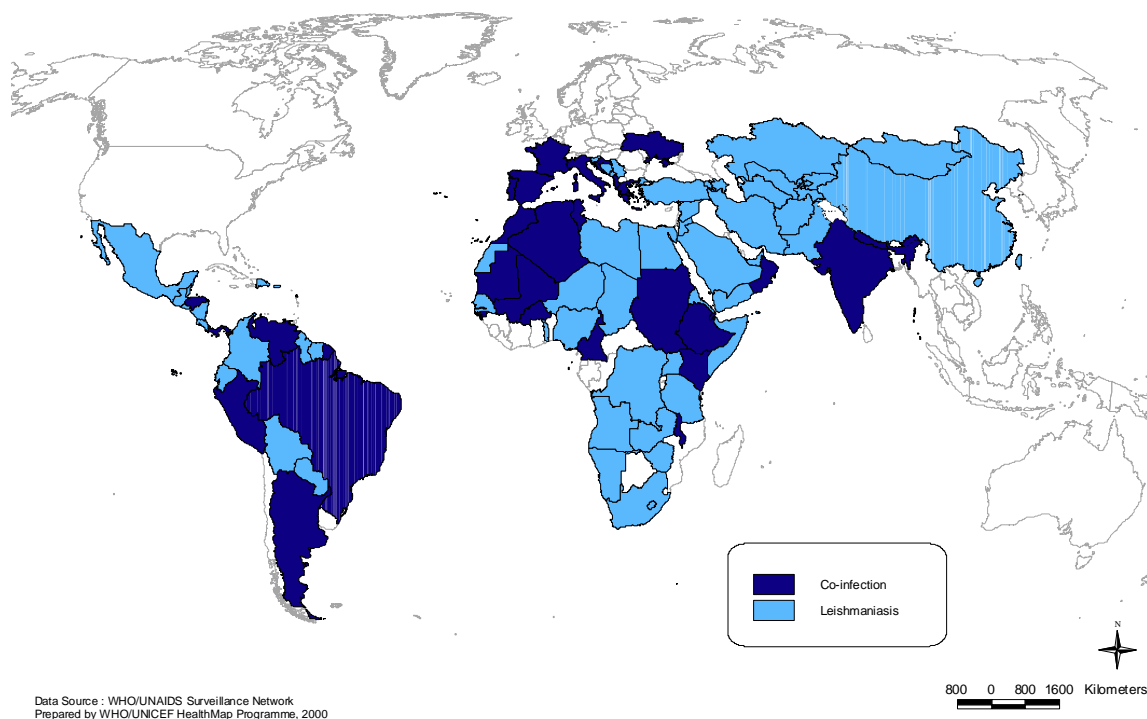 Co-infection
Leishmaniasis
N
800 0 800 1600 Kilometers
Data Source : WHO/UNAIDS Surveillance Network
Prepared by WHO/UNICEF HealthMap Programme, 2000